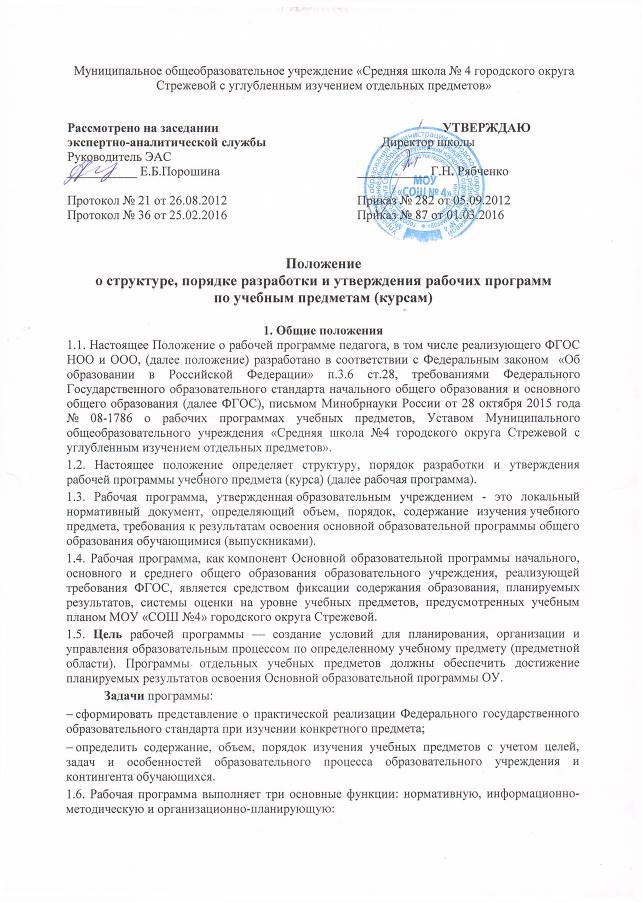 Муниципальное общеобразовательное учреждение «Средняя школа № 4 городского округа
Стрежевой с углубленным изучением отдельных предметов»
Рассмотрено на заседании
экспертно-аналитической службы
Руководитель ЭАС
__________ Е.Б.Порошина
Протокол № 21 от 26.08.2012
Протокол № 36 от 25.02.2016
УТВЕРЖДАЮ
Директор школы
__________ Г.Н. Рябченко
Приказ № 282 от 05.09.2012
Приказ № 87 от 01.03.2016
МОУ
«СОШ № 4»
Положение
о структуре, порядке разработки и утверждения рабочих программ
по учебным предметам (курсам)
1. Общие положения
1.1. Настоящее Положение о рабочей программе педагога, в том числе реализующего ФГОС
НОО и ООО, (далее положение) разработано в соответствии с Федеральным законом «Об
образовании в Российской Федерации» п.3.6 ст.28, требованиями Федерального
Государственного образовательного стандарта начального общего образования и основного
общего образования (далее ФГОС), письмом Минобрнауки России от 28 октября 2015 года
№ 08-1786 о рабочих программах учебных предметов, Уставом Муниципального
общеобразовательного учреждения «Средняя школа №4 городского округа Стрежевой с
углубленным изучением отдельных предметов».
1.2. Настоящее положение определяет структуру, порядок разработки и утверждения
рабочей программы учебного предмета (курса) (далее рабочая программа).
1.3. Рабочая программа, утвержденная образовательным учреждением - это локальный
нормативный документ, определяющий объем, порядок, содержание изучения учебного
предмета, требования к результатам освоения основной образовательной программы общего
образования обучающимися (выпускниками).
1.4. Рабочая программа, как компонент Основной образовательной программы начального,
основного и среднего общего образования образовательного учреждения, реализующей
требования ФГОС, является средством фиксации содержания образования, планируемых
результатов, системы оценки на уровне учебных предметов, предусмотренных учебным
планом МОУ «СОШ №4» городского округа Стрежевой.
1.5. Цель рабочей программы — создание условий для планирования, организации и
управления образовательным процессом по определенному учебному предмету (предметной
области). Программы отдельных учебных предметов должны обеспечить достижение
планируемых результатов освоения Основной образовательной программы ОУ.
Задачи программы:
– сформировать представление о практической реализации Федерального государственного
образовательного стандарта при изучении конкретного предмета;
– определить содержание, объем, порядок изучения учебных предметов с учетом целей,
задач и особенностей образовательного процесса образовательного учреждения и
контингента обучающихся.
1.6. Рабочая программа выполняет три основные функции: нормативную, информационно-
методическую и организационно-планирующую: